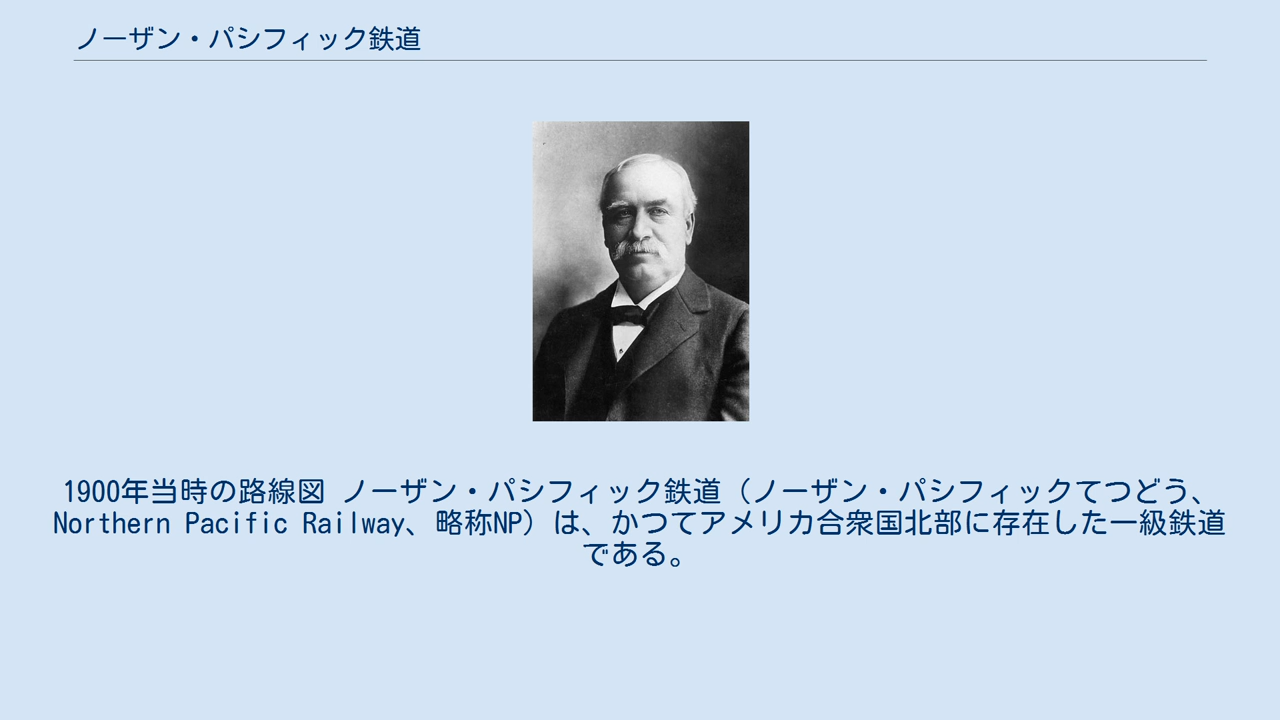 ノーザン・パシフィック鉄道
1900年当時の路線図 ノーザン・パシフィック鉄道（ノーザン・パシフィックてつどう、
Northern Pacific Railway、略称NP）は、かつてアメリカ合衆国北部に存在した一級鉄道
である。